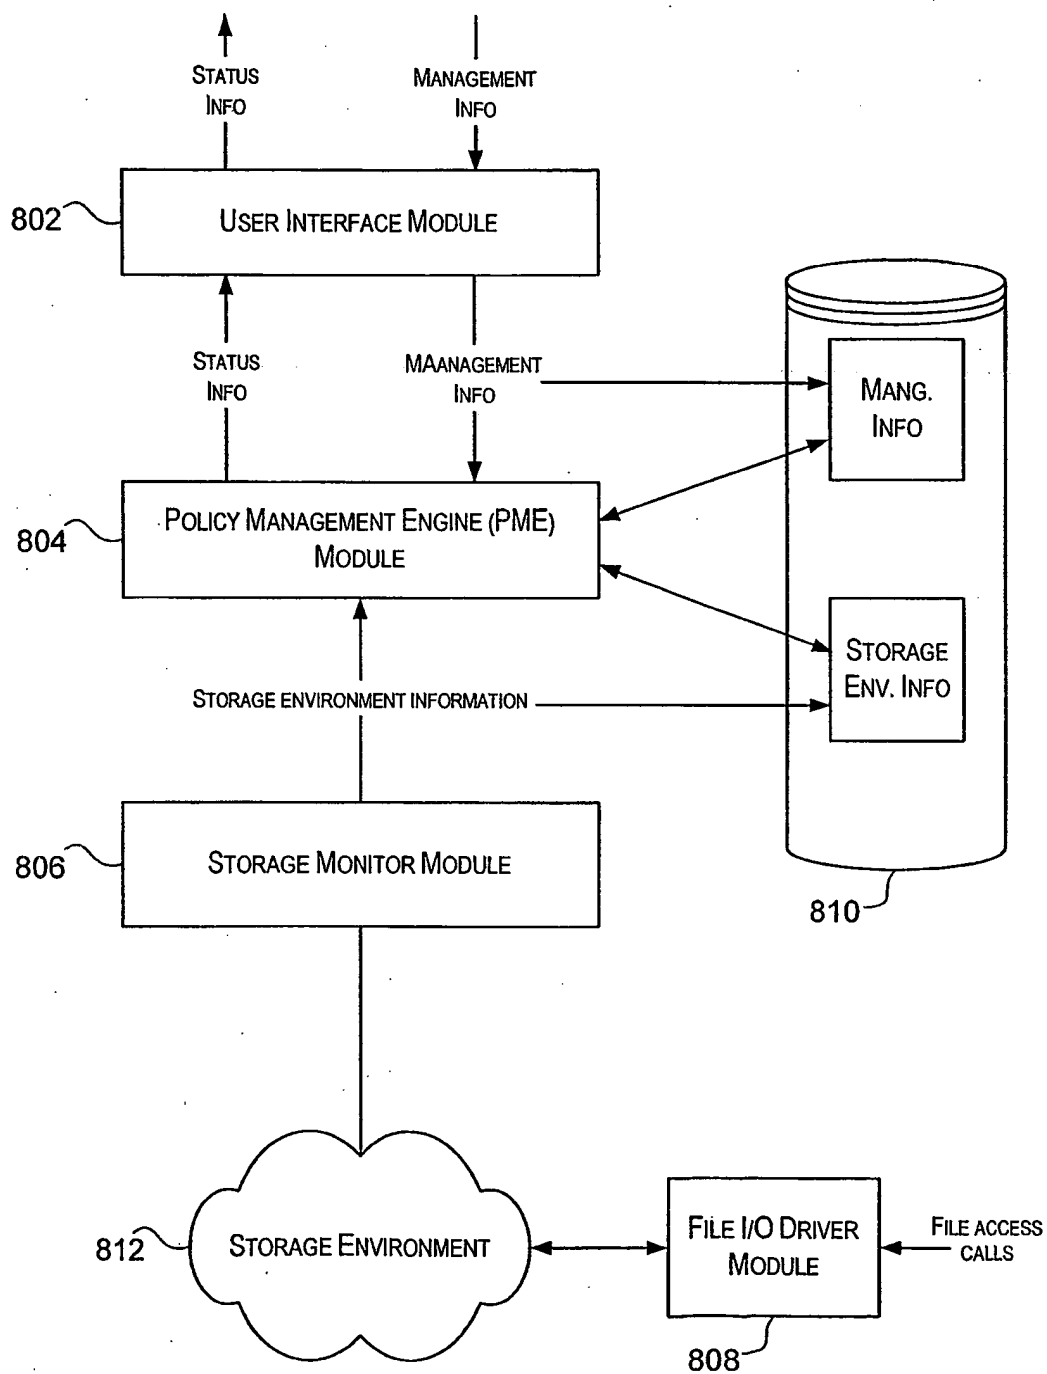 STATUS
INFO
MANAGEMENT
INFO
802
USER INTERFACE MODULE
STATUS
INFO
MAANAGEMENT
INFO
MANG.
INFO
804
POLICY MANAGEMENT ENGINE (PME)
MODULE
STORAGE
ENV. INFO
STORAGE ENVIRONMENT INFORMATION
806
STORAGE MONITOR MODULE
810
812
STORAGE ENVIRONMENT
FILE I/O DRIVER
MODULE
FILE ACCESS
CALLS
808